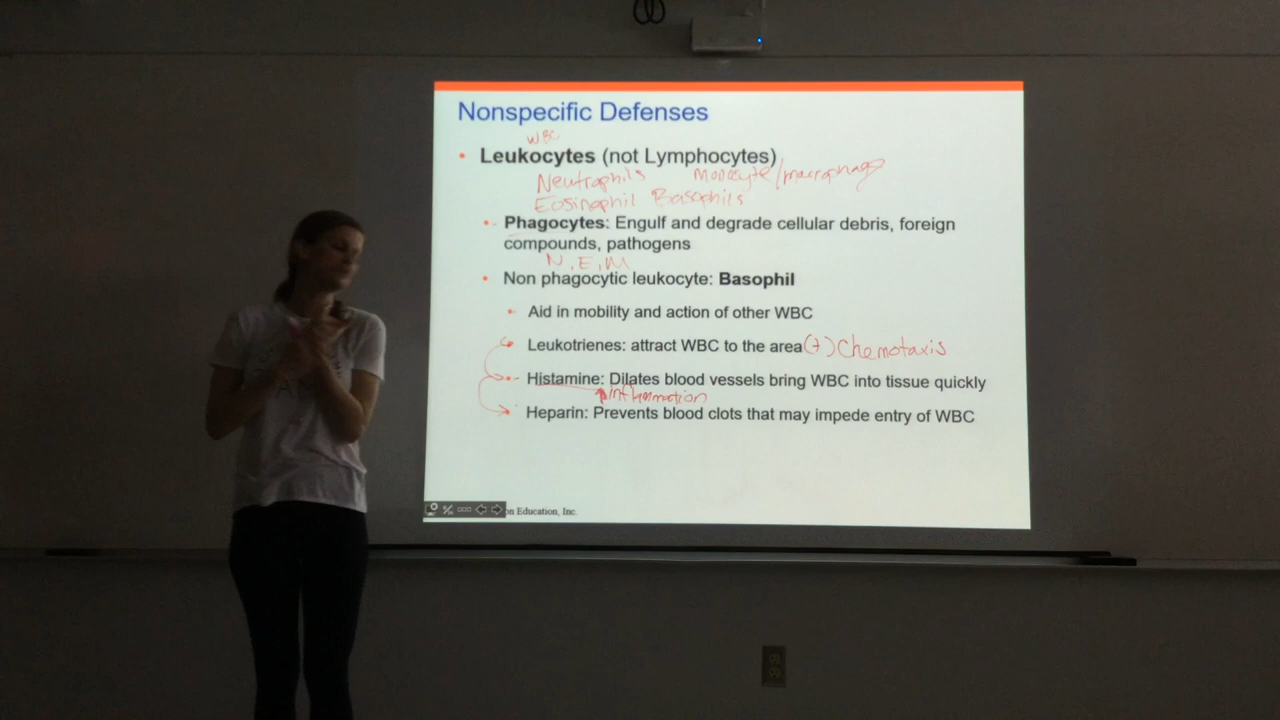 Nonspecific Defenses
WBC
• Leukocytes (not Lymphocytes)
Neutrophils Monocyte/macrophage
Eosinophil Basophils
• Phagocytes: Engulf and degrade cellular debris, foreign
compounds, pathogens
N, E, M
• Non phagocytic leukocyte: Basophil
• Aid in mobility and action of other WBC
• Leukotrienes: attract WBC to the area (+) Chemotaxis
• Histamine: Dilates blood vessels bring WBC into tissue quickly
↑inflammation
• Heparin: Prevents blood clots that may impede entry of WBC
on Education, Inc.